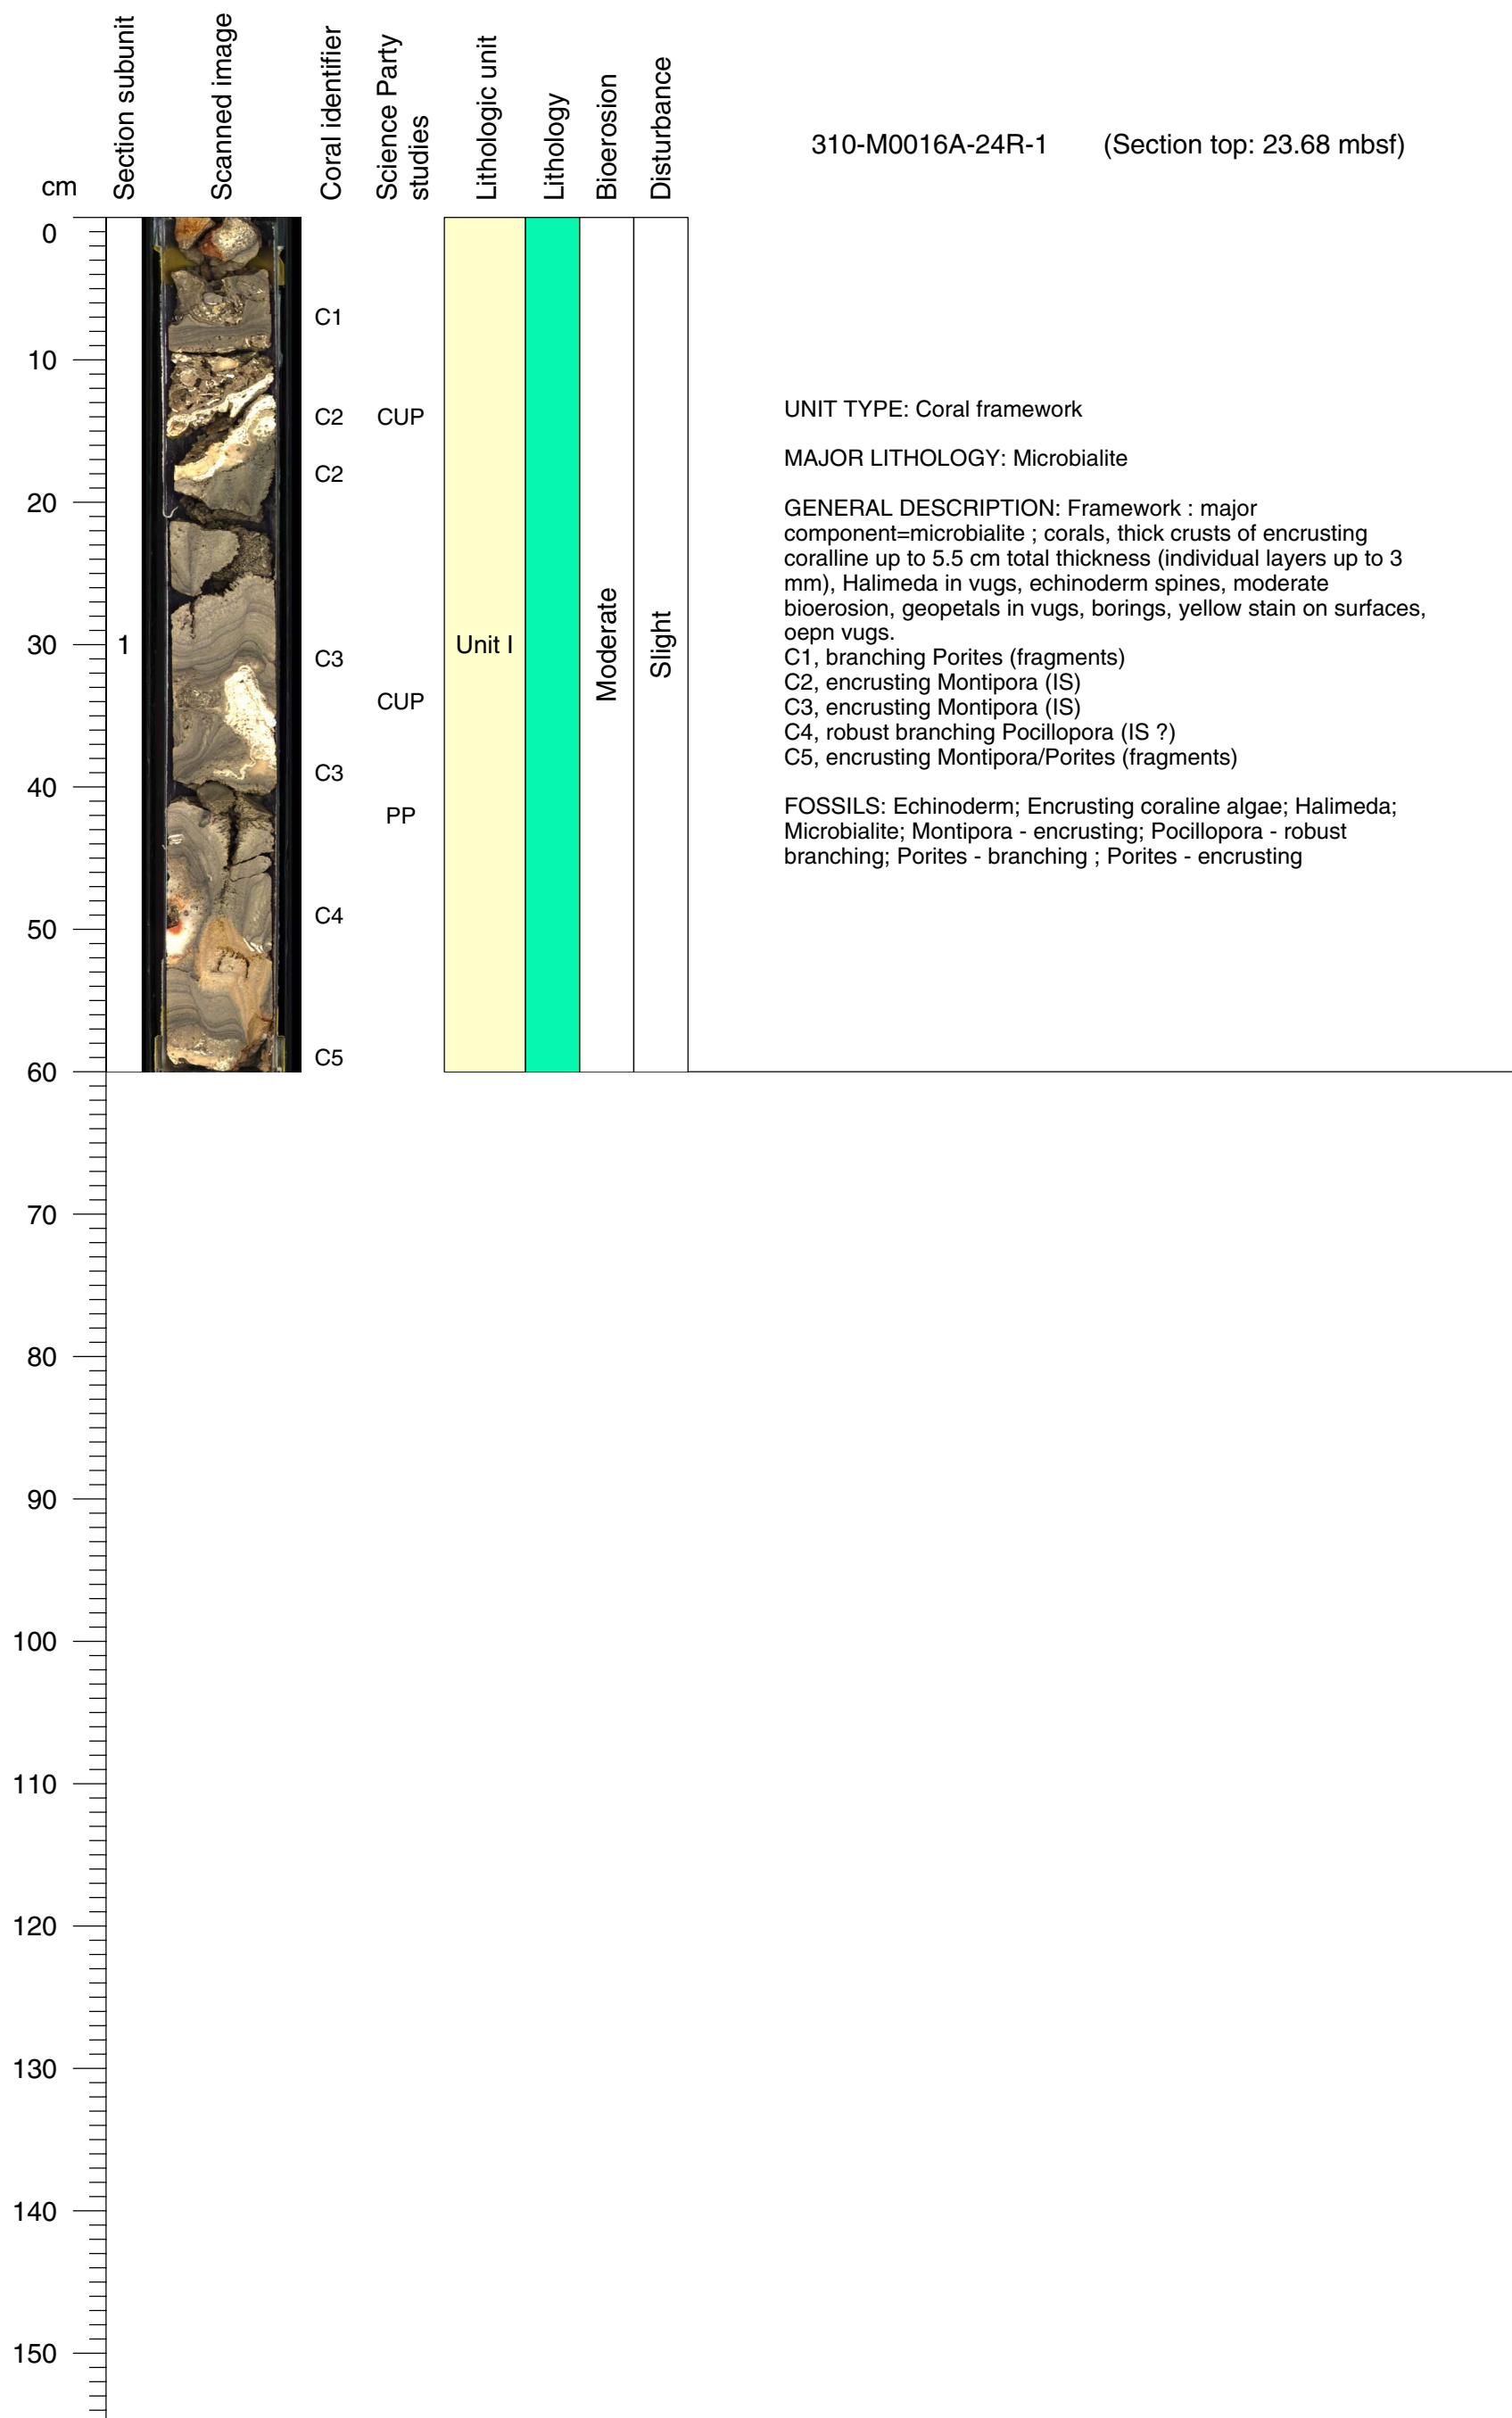 Section subunit
Scanned image
Coral identifier
Science Party
studies
Lithologic unit
Lithology
Bioerosion
Disturbance
310-M0016A-24R-1 (Section top: 23.68 mbsf)
cm
0
C1
10
UNIT TYPE: Coral framework
C2 CUP
MAJOR LITHOLOGY: Microbialite
C2
20
GENERAL DESCRIPTION: Framework : major
component=microbialite ; corals, thick crusts of encrusting
coralline up to 5.5 cm total thickness (individual layers up to 3
mm), Halimeda in vugs, echinoderm spines, moderate
bioerosion, geopetals in vugs, borings, yellow stain on surfaces,
oepn vugs.
30 1 Unit I Moderate Slight
C1, branching Porites (fragments)
C3
C2, encrusting Montipora (IS)
C3, encrusting Montipora (IS)
CUP
C4, robust branching Pocillopora (IS ?)
C5, encrusting Montipora/Porites (fragments)
C3
40
FOSSILS: Echinoderm; Encrusting coraline algae; Halimeda;
PP
Microbialite; Montipora - encrusting; Pocillopora - robust
branching; Porites - branching ; Porites - encrusting
C4
50
C5
60
70
80
90
100
110
120
130
140
150